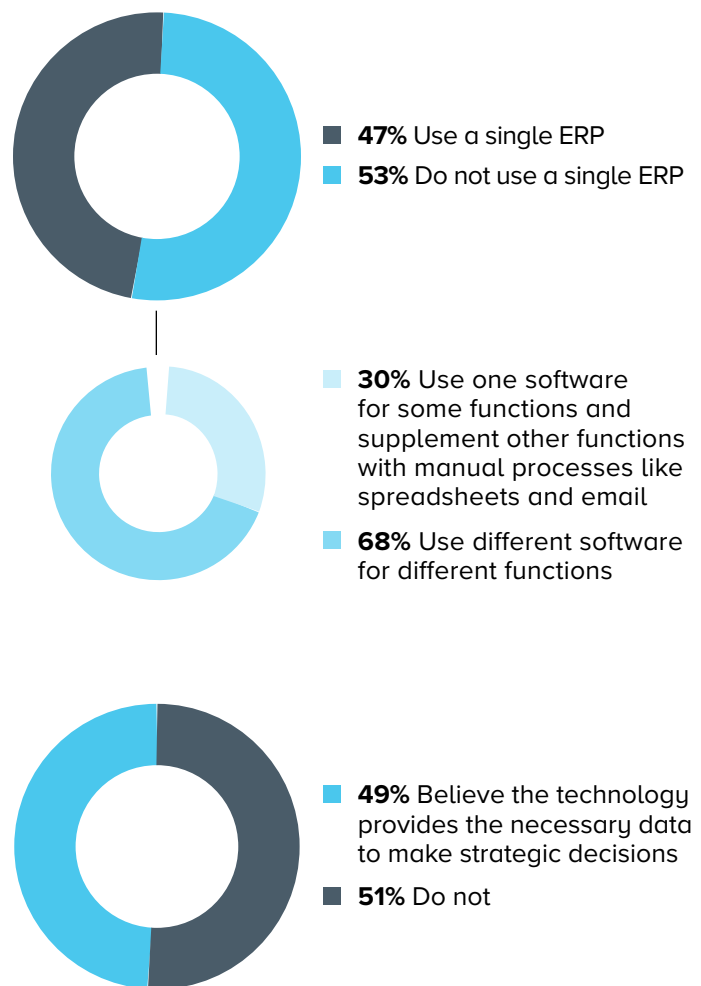 47% Use a single ERP
53% Do not use a single ERP
30% Use one software
for some functions and
supplement other functions
with manual processes like
spreadsheets and email
68% Use different software
for different functions
49% Believe the technology
provides the necessary data
to make strategic decisions
51% Do not